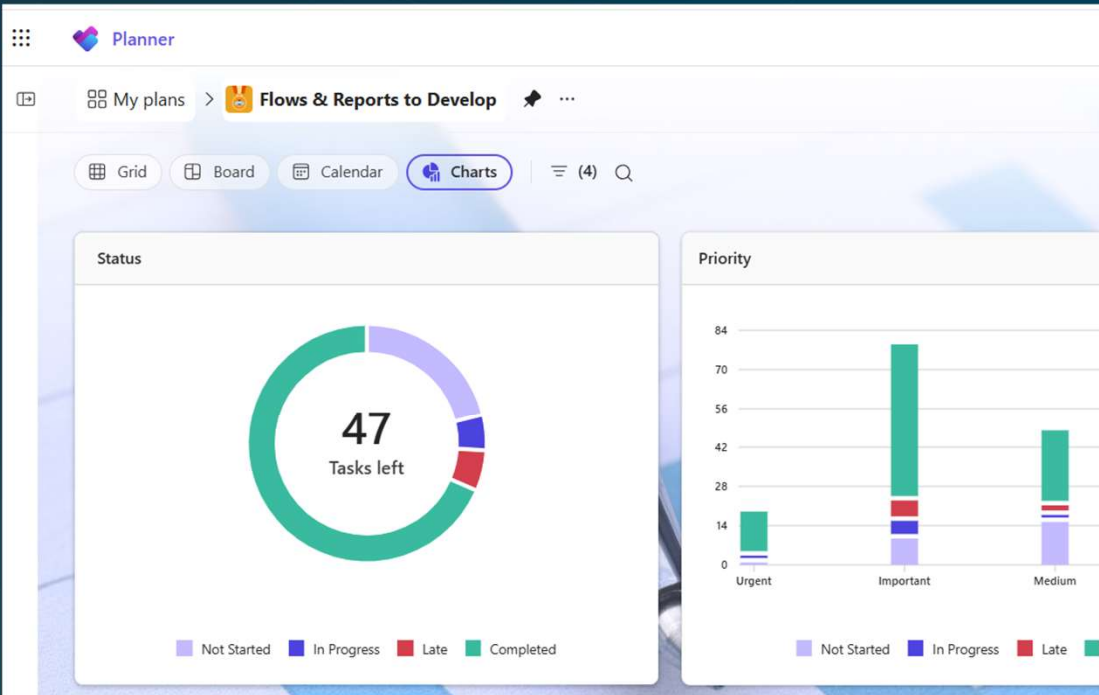 Planner
My plans > Flows & Reports to Develop ...
Grid Board Calendar Charts (4)
Status
47
Tasks left
Not Started In Progress Late Completed
Priority
84
70
56
42
28
14
0
Urgent Important Medium
Not Started In Progress Late